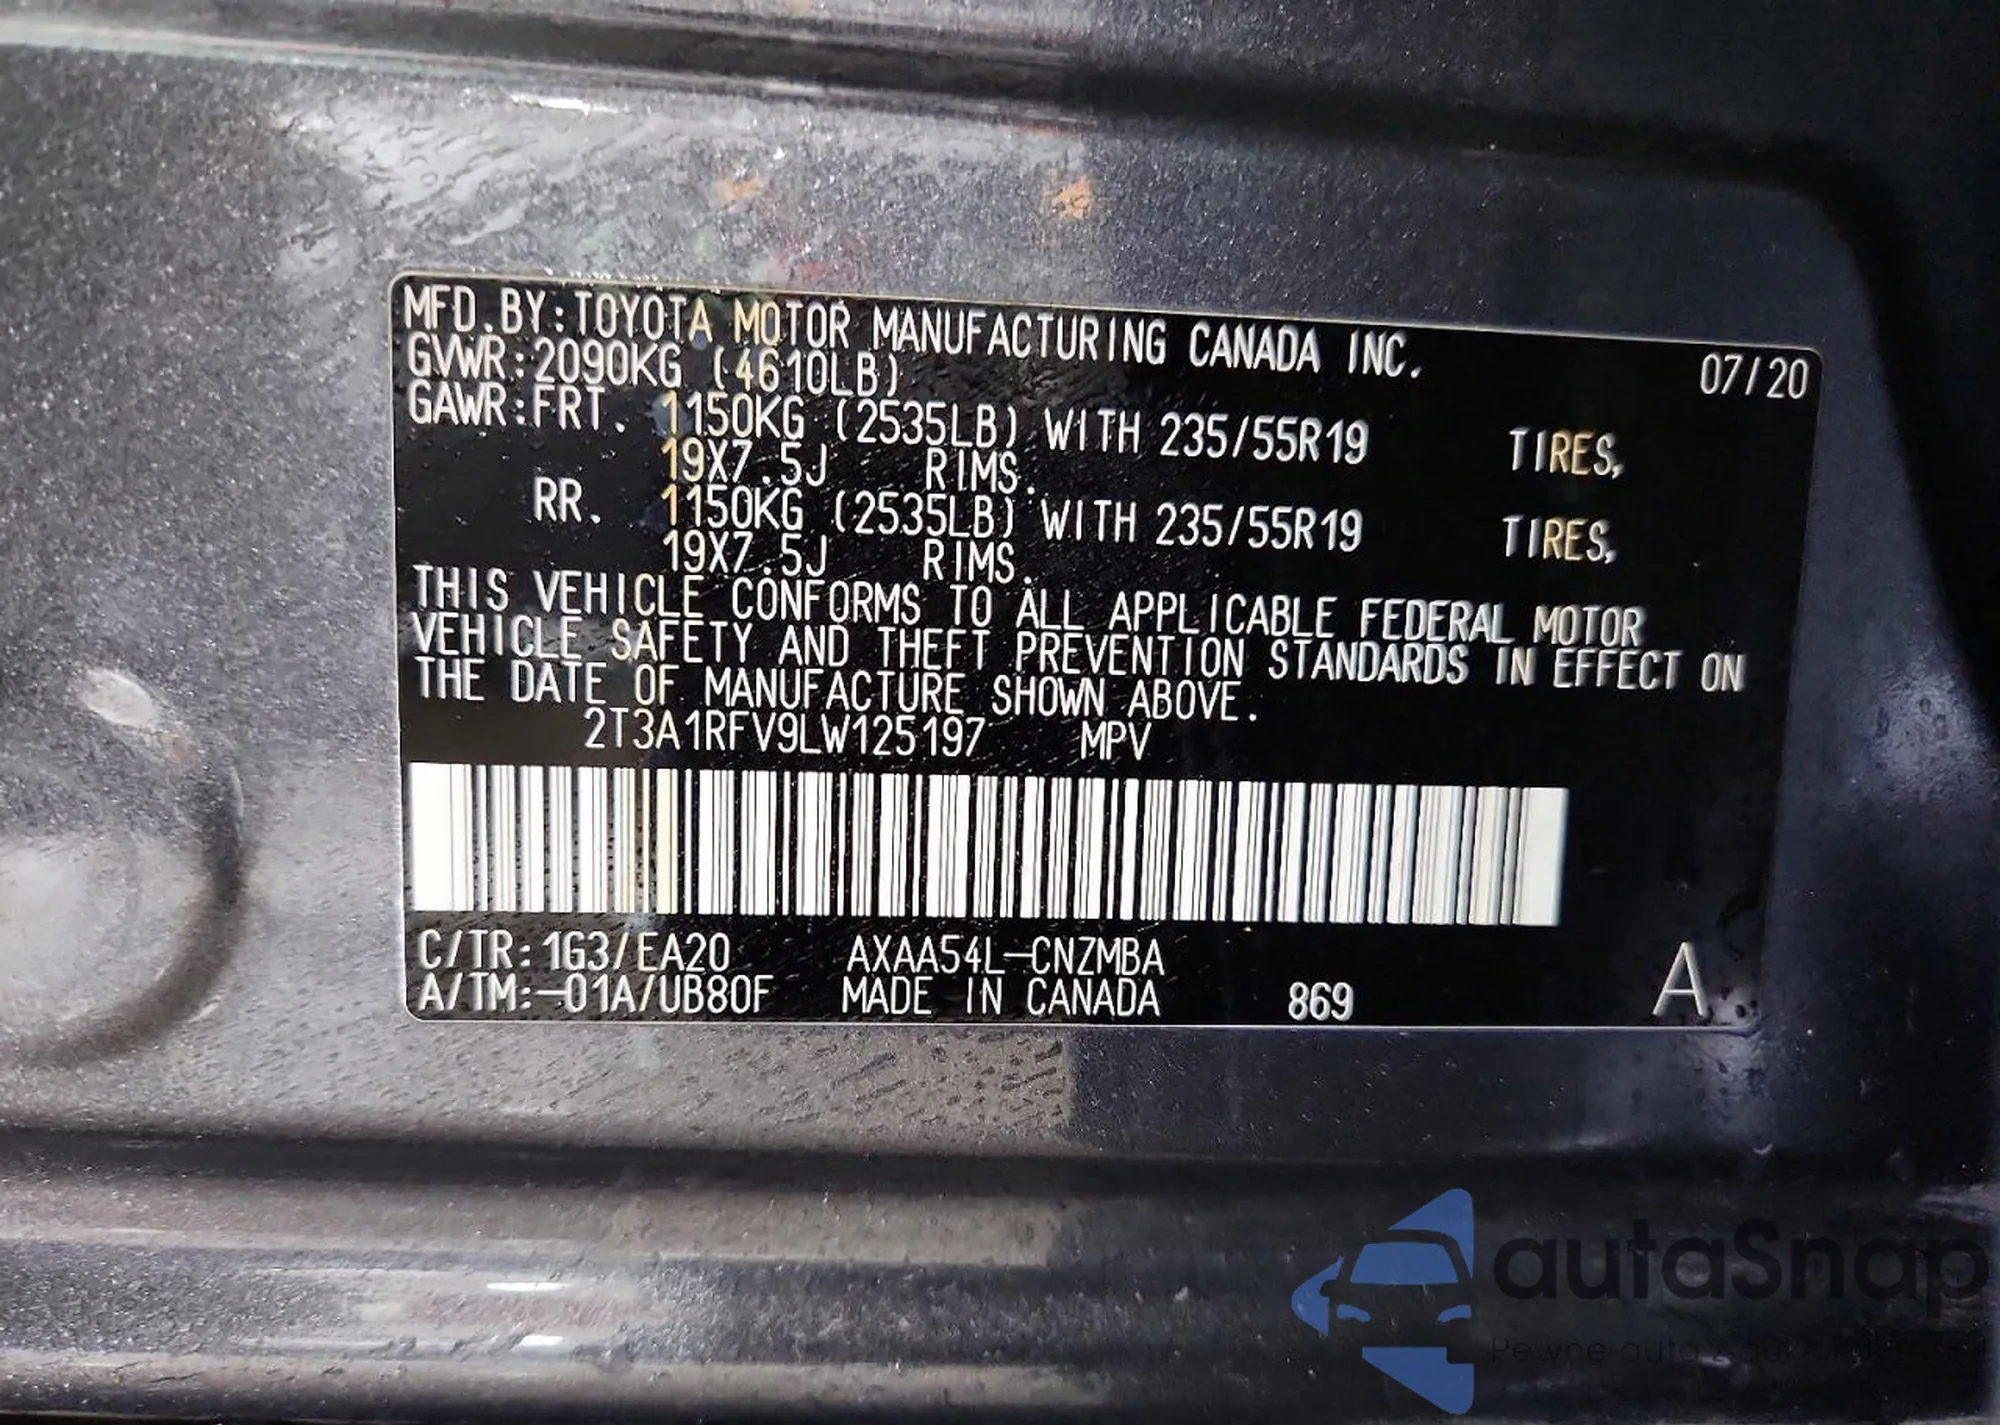 MFD.BY:TOYOTA MOTOR MANUFACTURING CANADA INC. 07/20
GVWR:2090KG (4610LB)
GAWR:FRT. 1150KG (2535LB) WITH 235/55R19 TIRES,
19X7.5J RIMS.
RR. 1150KG (2535LB) WITH 235/55R19 TIRES,
19X7.5J RIMS.
THIS VEHICLE CONFORMS TO ALL APPLICABLE FEDERAL MOTOR
VEHICLE SAFETY AND THEFT PREVENTION STANDARDS IN EFFECT ON
THE DATE OF MANUFACTURE SHOWN ABOVE.
2T3A1RFV9LW125197 MPV
C/TR:1G3/EA20 AXAA54L-CNZMBA
A/TM:-01A/UB80F MADE IN CANADA 869 A
autaSnap
Pewne auta